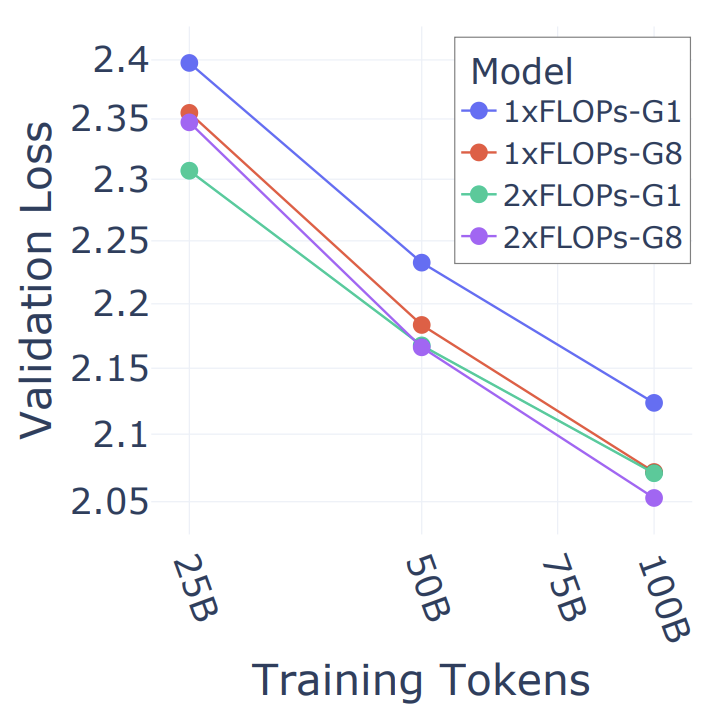 2.4
2.35
2.3
2.25
2.2
2.15
2.1
2.05
Validation Loss
Model
1xFLOPs-G1
1xFLOPs-G8
2xFLOPs-G1
2xFLOPs-G8
25B
50B
75B
100B
Training Tokens